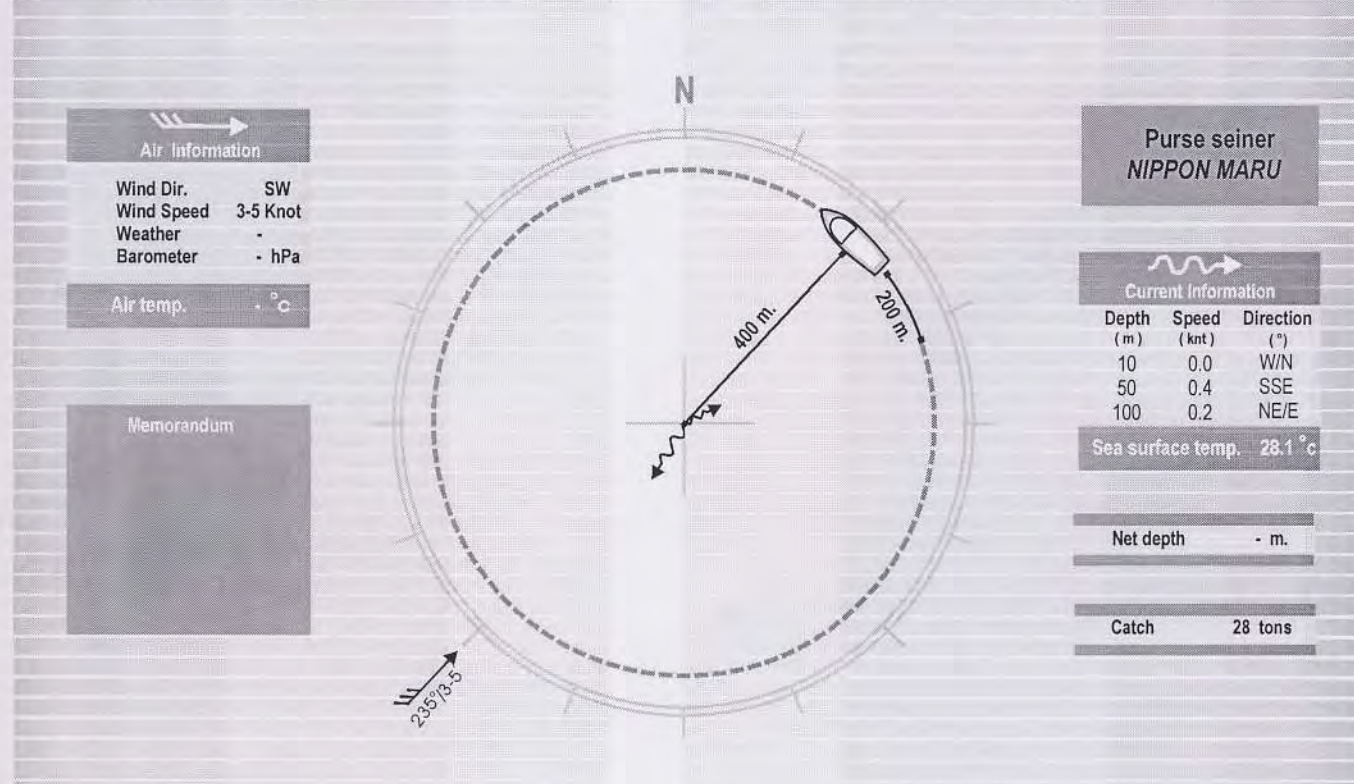 N
Air Information
Wind Dir. SW
Wind Speed 3-5 Knot
Weather -
Barometer - hPa
Air temp. - °c
Memorandum
400 m.
200 m.
235°/3-5
Purse seiner
NIPPON MARU
Current Information
Depth Speed Direction
(m) (knt) (°)
10 0.0 W/N
50 0.4 SSE
100 0.2 NE/E
Sea surface temp. 28.1 °c
Net depth - m.
Catch 28 tons